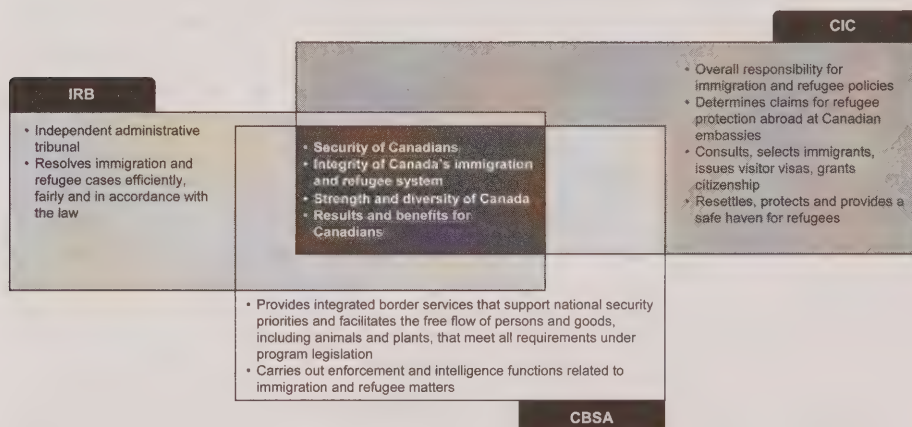 CIC
• Overall responsibility for
immigration and refugee policies
• Determines claims for refugee
protection abroad at Canadian
embassies
• Consults, selects immigrants,
issues visitor visas, grants
citizenship
• Resettles, protects and provides a
safe haven for refugees
IRB
• Independent administrative
tribunal
• Resolves immigration and
refugee cases efficiently,
fairly and in accordance with
the law
• Security of Canadians
• Integrity of Canada's immigration
and refugee system
• Strength and diversity of Canada
• Results and benefits for
Canadians
• Provides integrated border services that support national security
priorities and facilitates the free flow of persons and goods,
including animals and plants, that meet all requirements under
program legislation
• Carries out enforcement and intelligence functions related to
immigration and refugee matters
CBSA